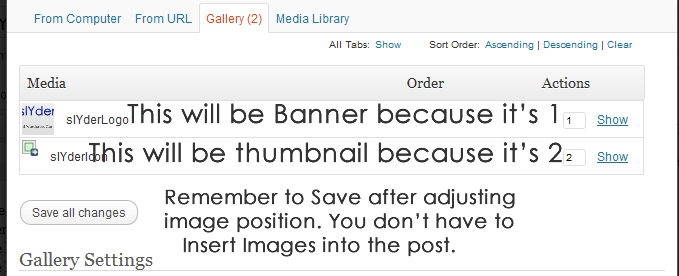 From Computer From URL Gallery (2) Media Library
All Tabs: Show Sort Order: Ascending | Descending | Clear
Media Order Actions
slYderLogo This will be Banner because it's 1 1 Show
slYderIcon This will be thumbnail because it's 2 2 Show
Remember to Save after adjusting
Save all changes image position. You don't have to
Insert Images into the post.
Gallery Settings